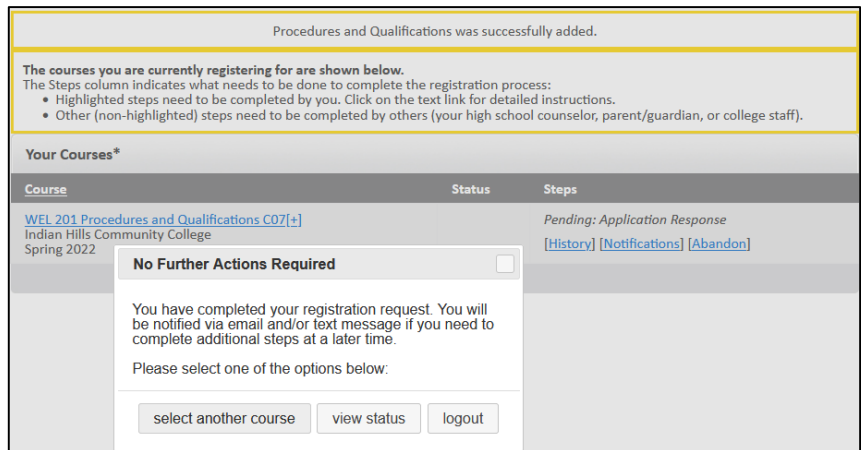 Procedures and Qualifications was successfully added.
The courses you are currently registering for are shown below.
The Steps column indicates what needs to be done to complete the registration process:
• Highlighted steps need to be completed by you. Click on the text link for detailed instructions.
• Other (non-highlighted) steps need to be completed by others (your high school counselor, parent/guardian, or college staff).
Your Courses*
Course Status Steps
WEL 201 Procedures and Qualifications C07[+]
Indian Hills Community College
Spring 2022
Pending: Application Response
[History] [Notifications] [Abandon]
No Further Actions Required
You have completed your registration request. You will
be notified via email and/or text message if you need to
complete additional steps at a later time.
Please select one of the options below:
select another course view status logout